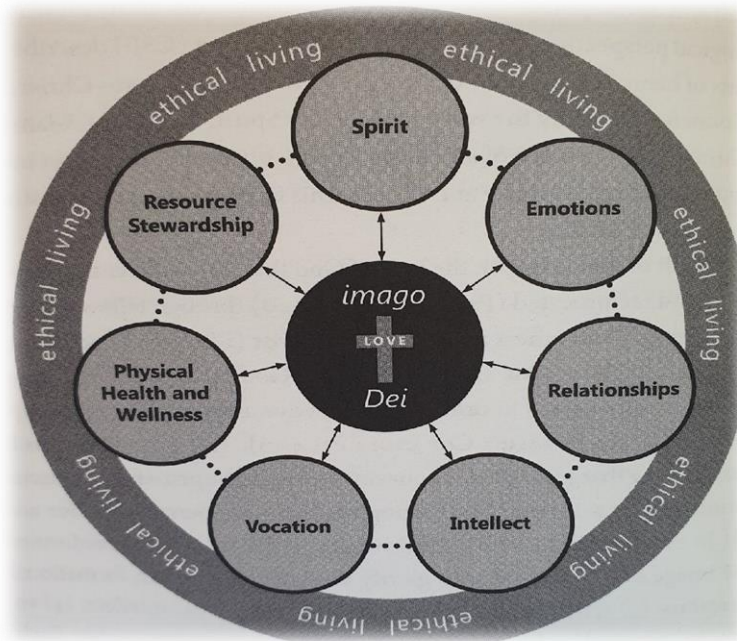 ethical living
ethical living
ethical living
ethical living
ethical living
ethical living
ethical living
Spirit
Emotions
Relationships
Intellect
Vocation
Physical
Health and
Wellness
Resource
Stewardship
imago
LOVE
Dei